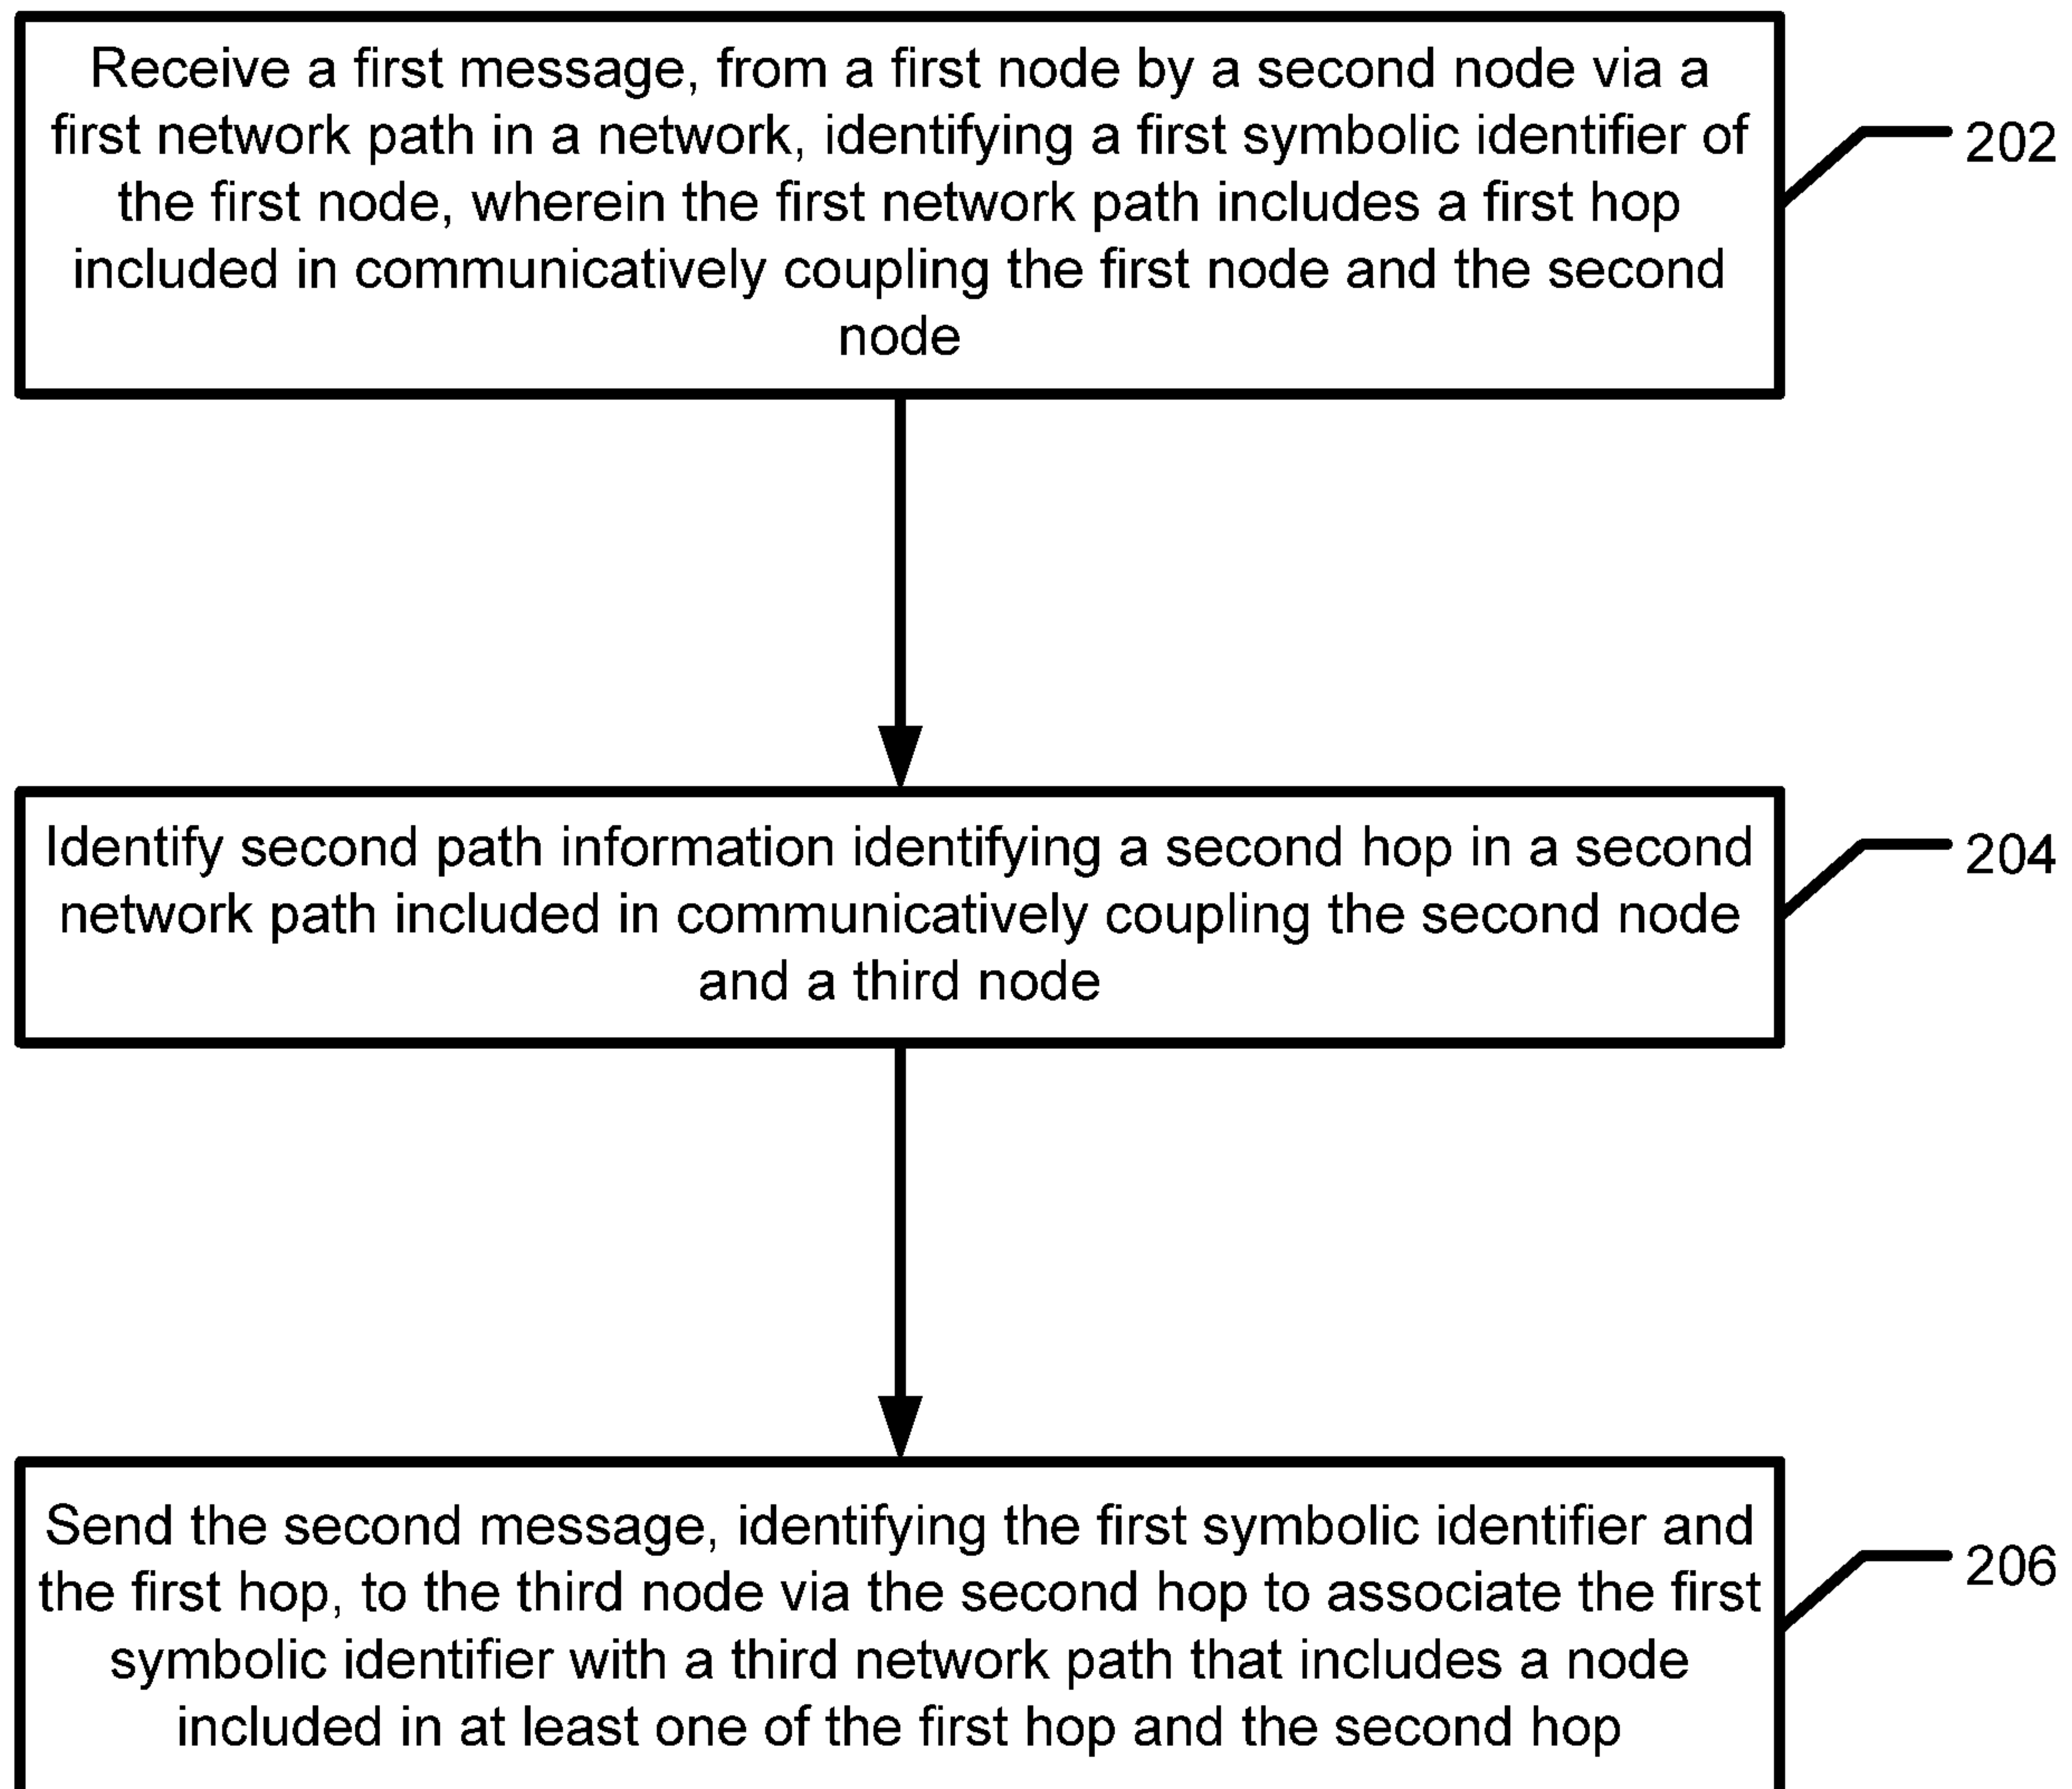 Receive a first message, from a first node by a second node via a
first network path in a network, identifying a first symbolic identifier of
the first node, wherein the first network path includes a first hop
included in communicatively coupling the first node and the second
node
202
Identify second path information identifying a second hop in a second
network path included in communicatively coupling the second node
and a third node
204
Send the second message, identifying the first symbolic identifier and
the first hop, to the third node via the second hop to associate the first
symbolic identifier with a third network path that includes a node
included in at least one of the first hop and the second hop
206